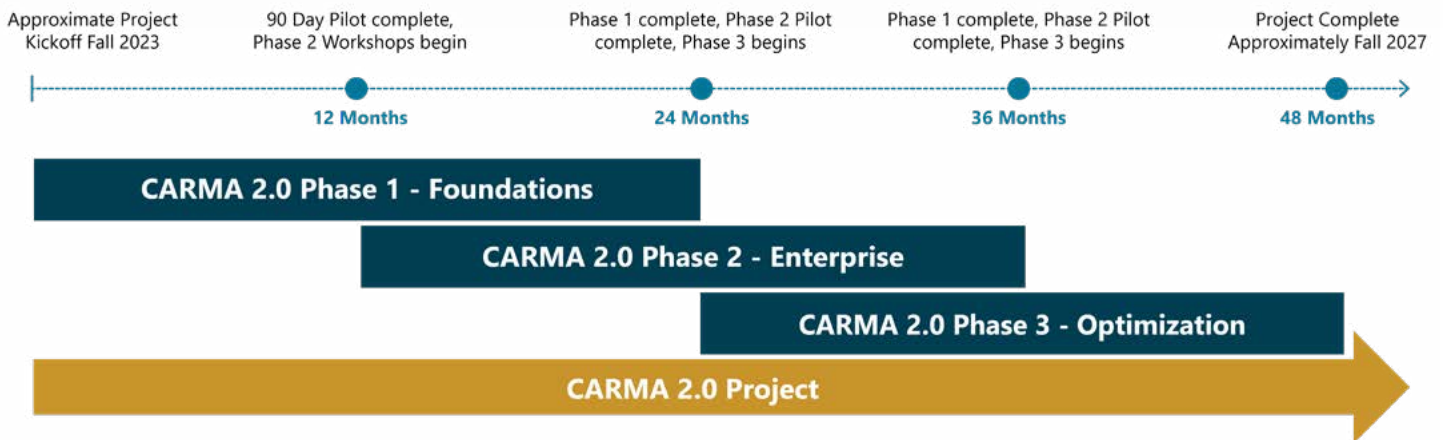 Approximate Project
Kickoff Fall 2023
90 Day Pilot complete,
Phase 2 Workshops begin
Phase 1 complete, Phase 2 Pilot
complete, Phase 3 begins
Phase 1 complete, Phase 2 Pilot
complete, Phase 3 begins
Project Complete
Approximately Fall 2027
12 Months
24 Months
36 Months
48 Months
CARMA 2.0 Phase 1 - Foundations
CARMA 2.0 Phase 2 - Enterprise
CARMA 2.0 Phase 3 - Optimization
CARMA 2.0 Project